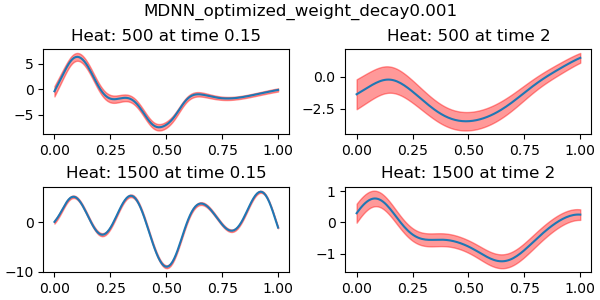 MDNN_optimized_weight_decay0.001
Heat: 500 at time 0.15
Heat: 500 at time 2
5
0
−5
0.00 0.25 0.50 0.75 1.00
0.0
−2.5
0.00 0.25 0.50 0.75 1.00
Heat: 1500 at time 0.15
Heat: 1500 at time 2
0
−10
0.00 0.25 0.50 0.75 1.00
1
0
−1
0.00 0.25 0.50 0.75 1.00